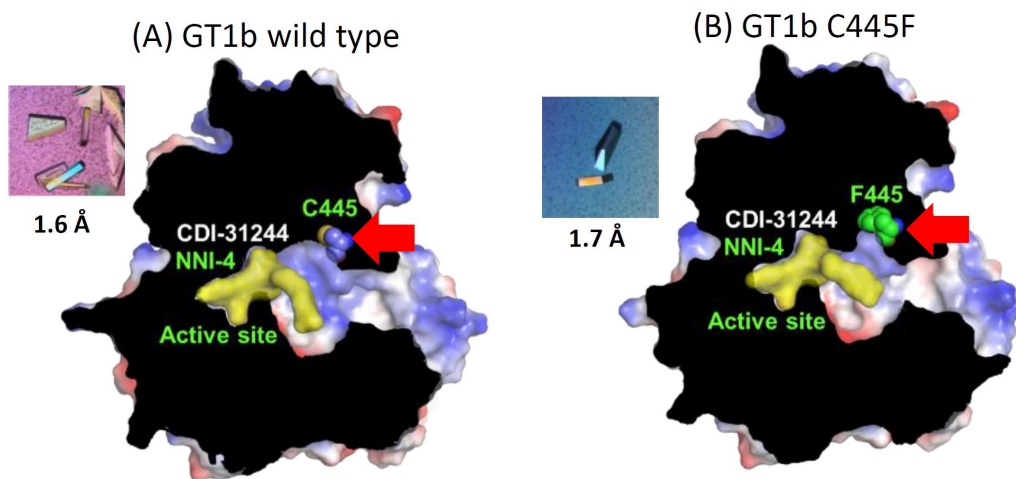 (A) GT1b wild type
1.6 Å
C445
CDI-31244
NNI-4
Active site
(B) GT1b C445F
1.7 Å
F445
CDI-31244
NNI-4
Active site